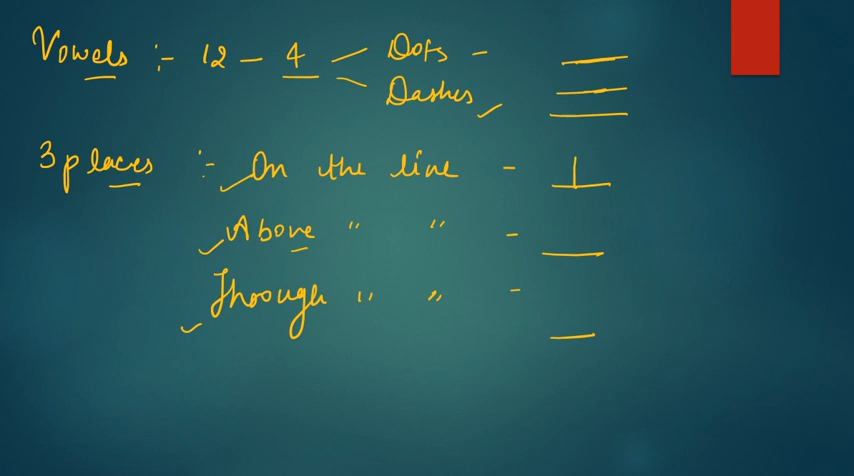 Vowels :- 12 - 4 < Dots -
Dashes ✓
3 places :- ✓ On the line -
✓ Above " " -
✓ Through " " -